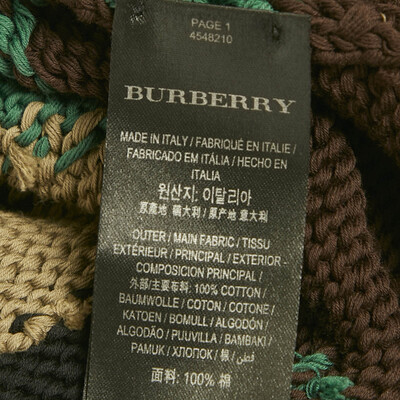 PAGE 1
4548210
BURBERRY
MADE IN ITALY / FABRIQUÉ EN ITALIE /
FABRICADO EM ITÁLIA / HECHO EN
ITALIA
원산지: 이탈리아
原產地 義大利 / 原产地 意大利
OUTER / MAIN FABRIC / TISSU
EXTÉRIEUR / PRINCIPAL / EXTERIOR -
COMPOSICION PRINCIPAL /
外部/主要布料: 100% COTTON /
BAUMWOLLE / COTON / COTONE /
KATOEN / BOMULL / ALGODÓN /
ALGODÃO / PUUVILLA / BAMBAKI /
PAMUK / ХЛОПОК / 棉 / قطن /
面料: 100% 棉